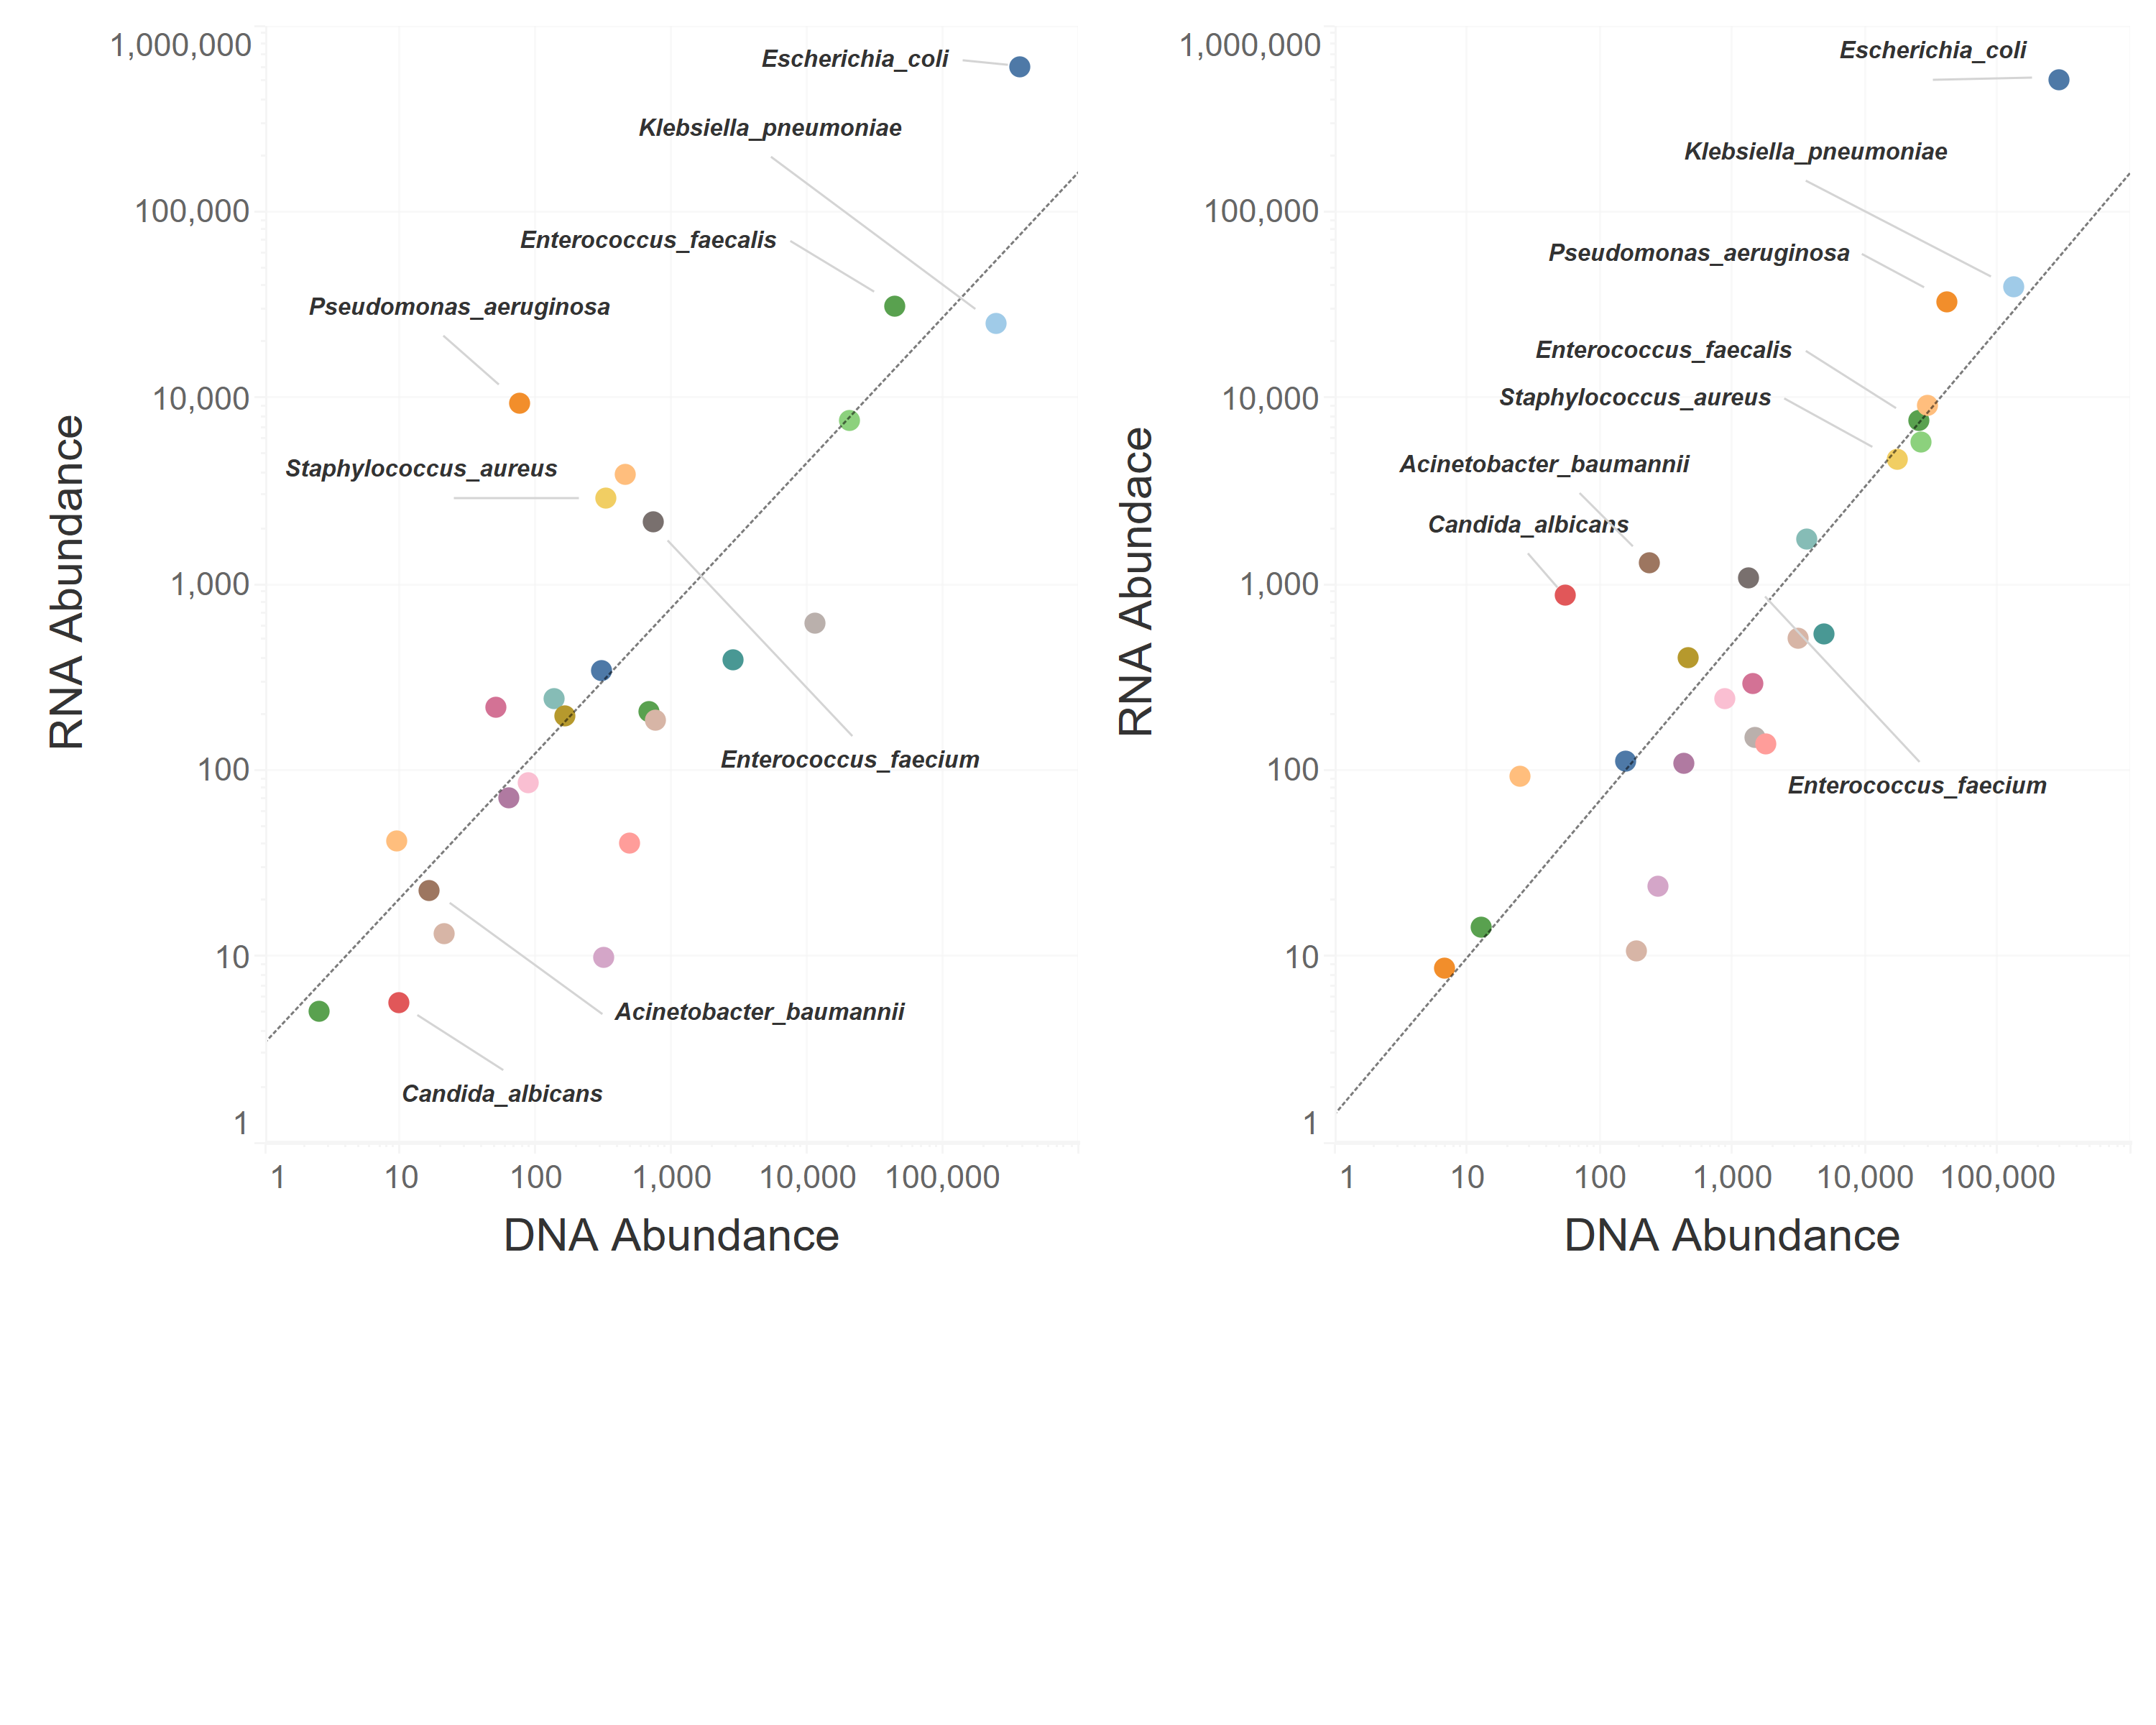 1,000,000
100,000
10,000
1,000
100
10
1
RNA Abundance
Escherichia_coli
Klebsiella_pneumoniae
Enterococcus_faecalis
Pseudomonas_aeruginosa
Staphylococcus_aureus
Enterococcus_faecium
Acinetobacter_baumannii
Candida_albicans
1 10 100 1,000 10,000 100,000
DNA Abundance
1,000,000
100,000
10,000
1,000
100
10
1
RNA Abundace
Escherichia_coli
Klebsiella_pneumoniae
Pseudomonas_aeruginosa
Enterococcus_faecalis
Staphylococcus_aureus
Acinetobacter_baumannii
Candida_albicans
Enterococcus_faecium
1 10 100 1,000 10,000 100,000
DNA Abundance